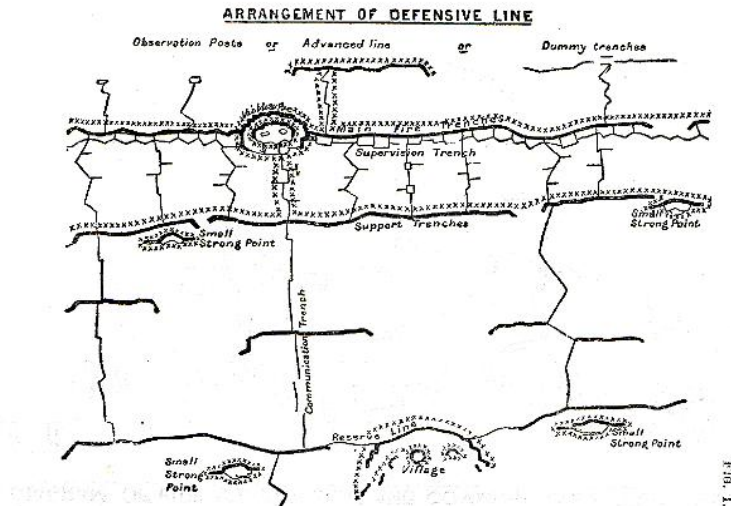 ARRANGEMENT OF DEFENSIVE LINE
Observation Posts or Advanced line or Dummy trenches
Main Fire Trenches
Supervision Trench
Small
Strong Point
Support Trenches
Small
Strong Point
Communication Trench
Reserve Line
Small
Strong
Point
Village
Small
Strong Point
FIG. 1.